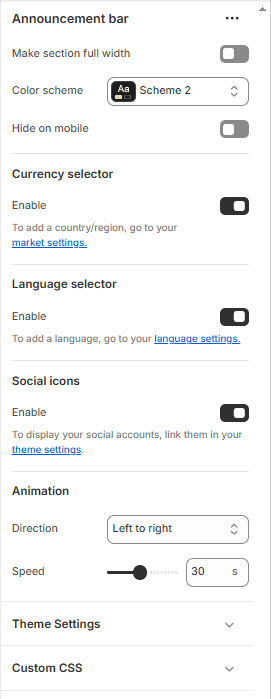 Announcement bar
Make section full width
Color scheme
Aa
Scheme 2
Hide on mobile
Currency selector
Enable
To add a country/region, go to your
market settings.
Language selector
Enable
To add a language, go to your language settings.
Social icons
Enable
To display your social accounts, link them in your
theme settings.
Animation
Direction
Left to right
Speed
30 s
Theme Settings
Custom CSS